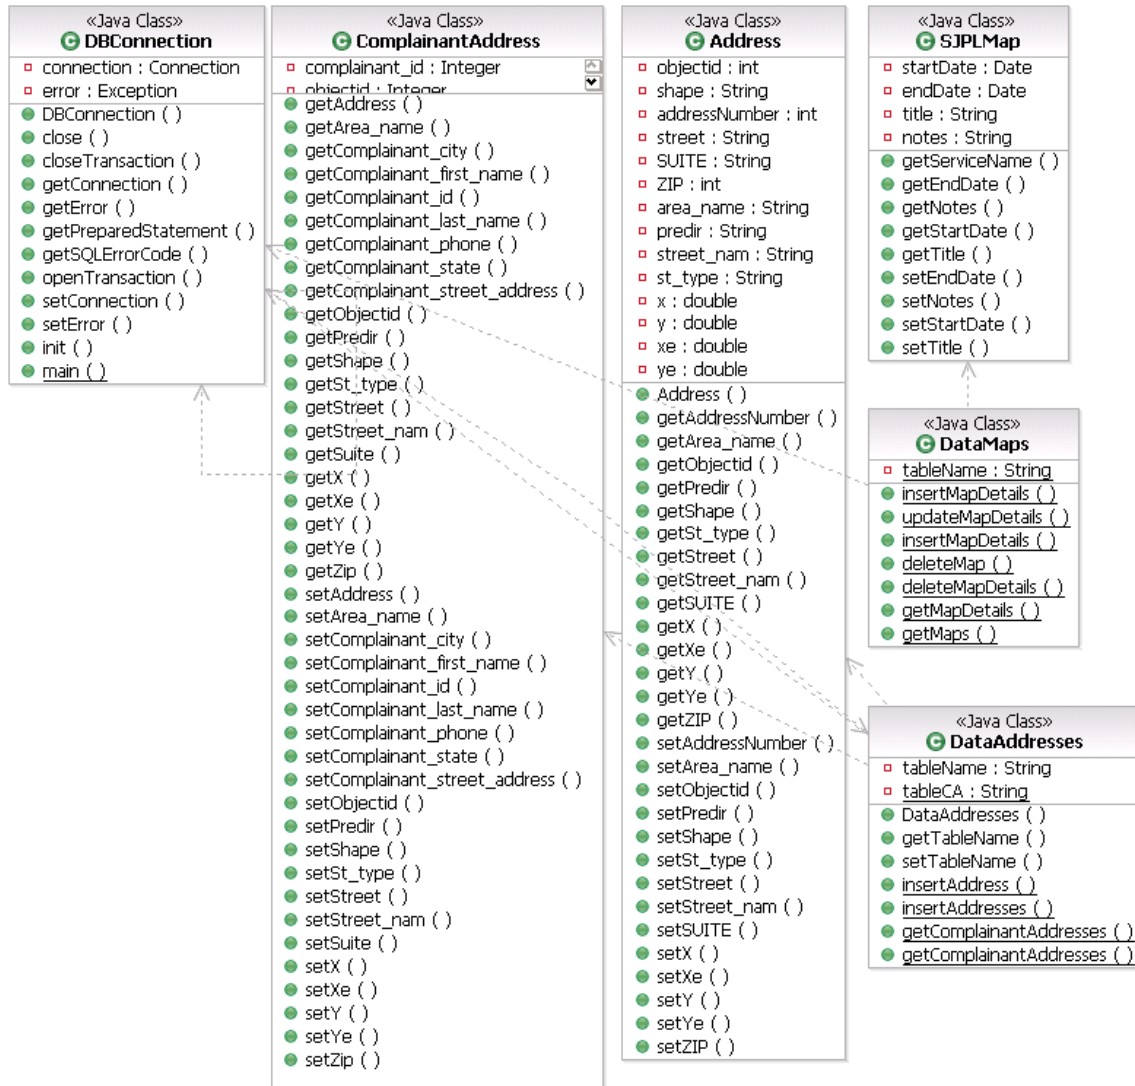 «Java Class»
DBConnection
connection : Connection
error : Exception
DBConnection ( )
close ( )
closeTransaction ( )
getConnection ( )
getError ( )
getPreparedStatement ( )
getSQLErrorCode ( )
openTransaction ( )
setConnection ( )
setError ( )
init ( )
main ( )
«Java Class»
ComplainantAddress
complainant_id : Integer
objectid : Integer
getAddress ( )
getArea_name ( )
getComplainant_city ( )
getComplainant_first_name ( )
getComplainant_id ( )
getComplainant_last_name ( )
getComplainant_phone ( )
getComplainant_state ( )
getComplainant_street_address ( )
getObjectid ( )
getPredir ( )
getShape ( )
getSt_type ( )
getStreet ( )
getStreet_nam ( )
getSuite ( )
getX ( )
getXe ( )
getY ( )
getYe ( )
getZip ( )
setAddress ( )
setArea_name ( )
setComplainant_city ( )
setComplainant_first_name ( )
setComplainant_id ( )
setComplainant_last_name ( )
setComplainant_phone ( )
setComplainant_state ( )
setComplainant_street_address ( )
setObjectid ( )
setPredir ( )
setShape ( )
setSt_type ( )
setStreet ( )
setStreet_nam ( )
setSuite ( )
setX ( )
setXe ( )
setY ( )
setYe ( )
setZip ( )
«Java Class»
Address
objectid : int
shape : String
addressNumber : int
street : String
SUITE : String
ZIP : int
area_name : String
predir : String
street_nam : String
st_type : String
x : double
y : double
xe : double
ye : double
Address ( )
getAddressNumber ( )
getArea_name ( )
getObjectid ( )
getPredir ( )
getShape ( )
getSt_type ( )
getStreet ( )
getStreet_nam ( )
getSUITE ( )
getX ( )
getXe ( )
getY ( )
getYe ( )
getZIP ( )
setAddressNumber ( )
setArea_name ( )
setObjectid ( )
setPredir ( )
setShape ( )
setSt_type ( )
setStreet ( )
setStreet_nam ( )
setSUITE ( )
setX ( )
setXe ( )
setY ( )
setYe ( )
setZIP ( )
«Java Class»
SJPLMap
startDate : Date
endDate : Date
title : String
notes : String
getServiceName ( )
getEndDate ( )
getNotes ( )
getStartDate ( )
getTitle ( )
setEndDate ( )
setNotes ( )
setStartDate ( )
setTitle ( )
«Java Class»
DataMaps
tableName : String
insertMapDetails ( )
updateMapDetails ( )
insertMapDetails ( )
deleteMap ( )
deleteMapDetails ( )
getMapDetails ( )
getMaps ( )
«Java Class»
DataAddresses
tableName : String
tableCA : String
DataAddresses ( )
getTableName ( )
setTableName ( )
insertAddress ( )
insertAddresses ( )
getComplainantAddresses ( )
getComplainantAddresses ( )